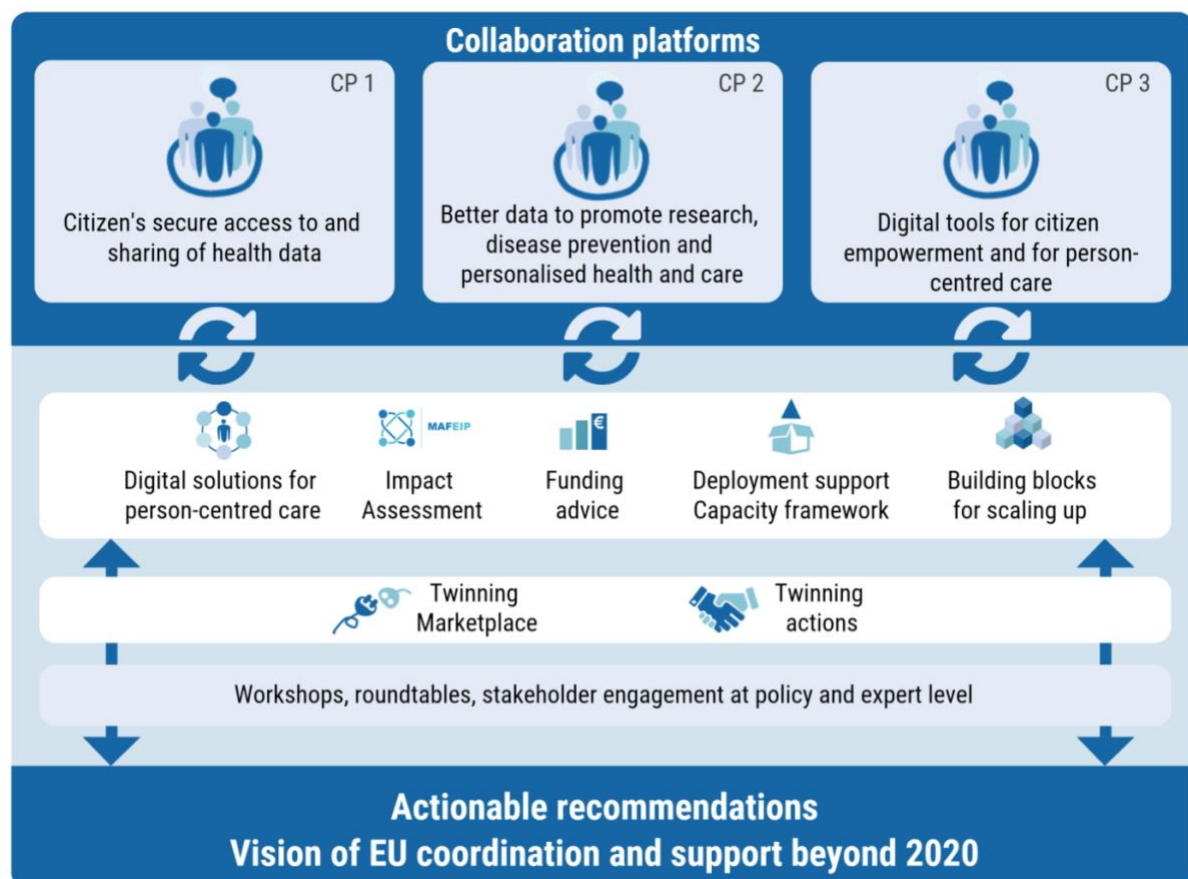 Collaboration platforms
CP 1
Citizen's secure access to and
sharing of health data
CP 2
Better data to promote research,
disease prevention and
personalised health and care
CP 3
Digital tools for citizen
empowerment and for person-
centred care
Digital solutions for
person-centred care
MAFEIP
Impact
Assessment
€
Funding
advice
Deployment support
Capacity framework
Building blocks
for scaling up
Twinning
Marketplace
Twinning
actions
Workshops, roundtables, stakeholder engagement at policy and expert level
Actionable recommendations
Vision of EU coordination and support beyond 2020